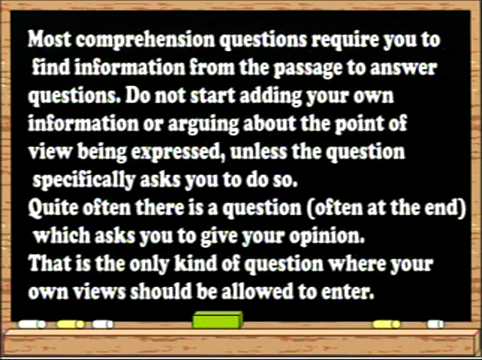 Most comprehension questions require you to
find information from the passage to answer
questions. Do not start adding your own
information or arguing about the point of
view being expressed, unless the question
specifically asks you to do so.
Quite often there is a question (often at the end)
which asks you to give your opinion.
That is the only kind of question where your
own views should be allowed to enter.